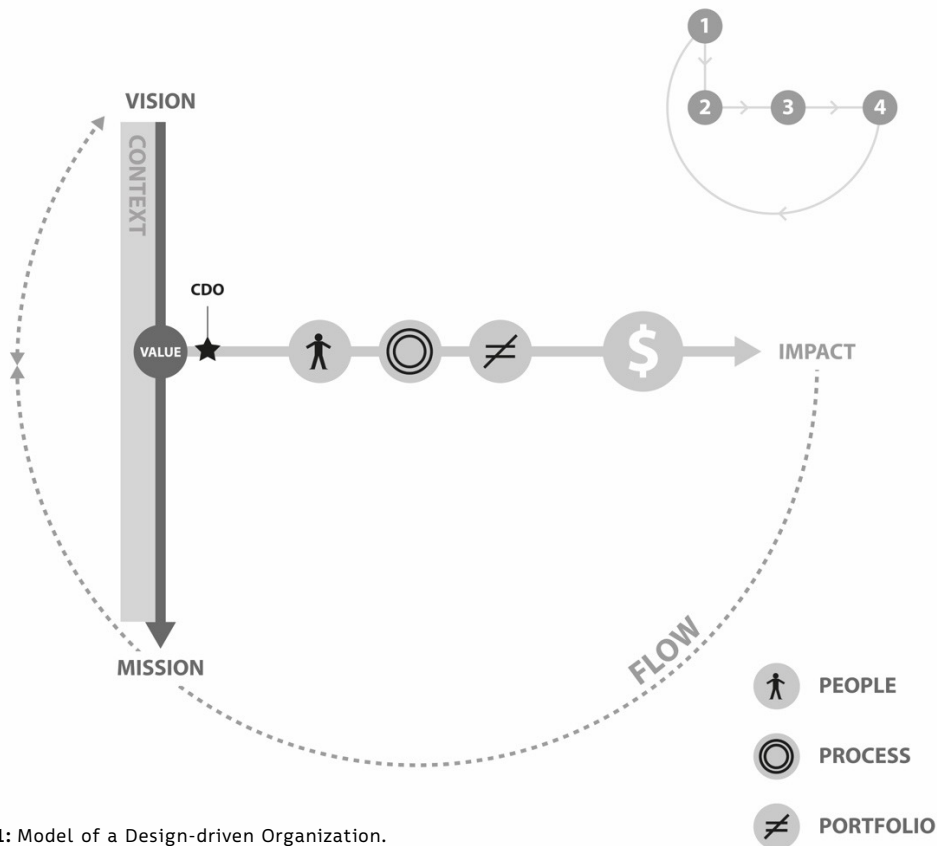 1
2
3
4
VISION
CONTEXT
CDO
VALUE
$
IMPACT
MISSION
FLOW
PEOPLE
PROCESS
PORTFOLIO
1: Model of a Design-driven Organization.